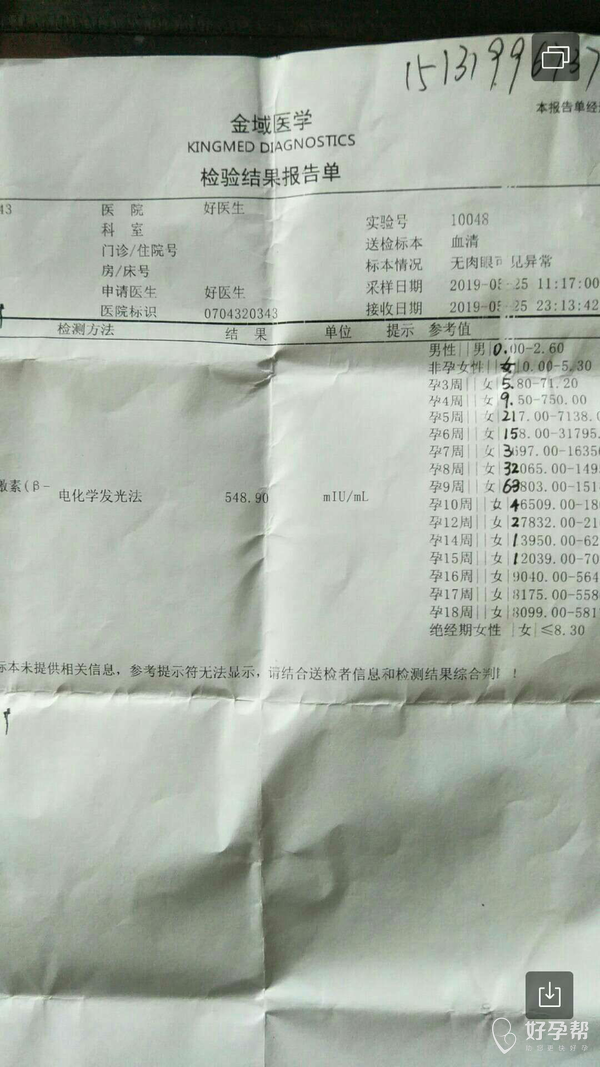 本报告单经
金域医学
KINGMED DIAGNOSTICS
检验结果报告单
43 医 院 好医生 实验号 10048
科 室 送检标本 血清
门诊/住院号 标本情况 无肉眼可见异常
房/床号 采样日期 2019-05-25 11:17:00
申请医生 好医生 接收日期 2019-05-25 23:13:42
医院标识 0704320343
检测方法 结 果 单位 提示 参考值
男性||男|0.00-2.60
非孕女性||女|0.00-5.30
孕3周||女|5.80-71.20
孕4周||女|9.50-750.00
孕5周||女|217.00-7138.0
孕6周||女|158.00-31795.
孕7周||女|3697.00-1635
孕8周||女|32065.00-149
激素(β- 电化学发光法 548.90 mIU/mL 孕9周||女|63803.00-151
孕10周||女|46509.00-18
孕12周||女|27832.00-21
孕14周||女|13950.00-62
孕15周||女|12039.00-70
孕16周||女|9040.00-564
孕17周||女|8175.00-558
孕18周||女|8099.00-581
绝经期女性||女|≤8.30
标本未提供相关信息，参考提示符无法显示，请结合送检者信息和检测结果综合判断！
好孕帮